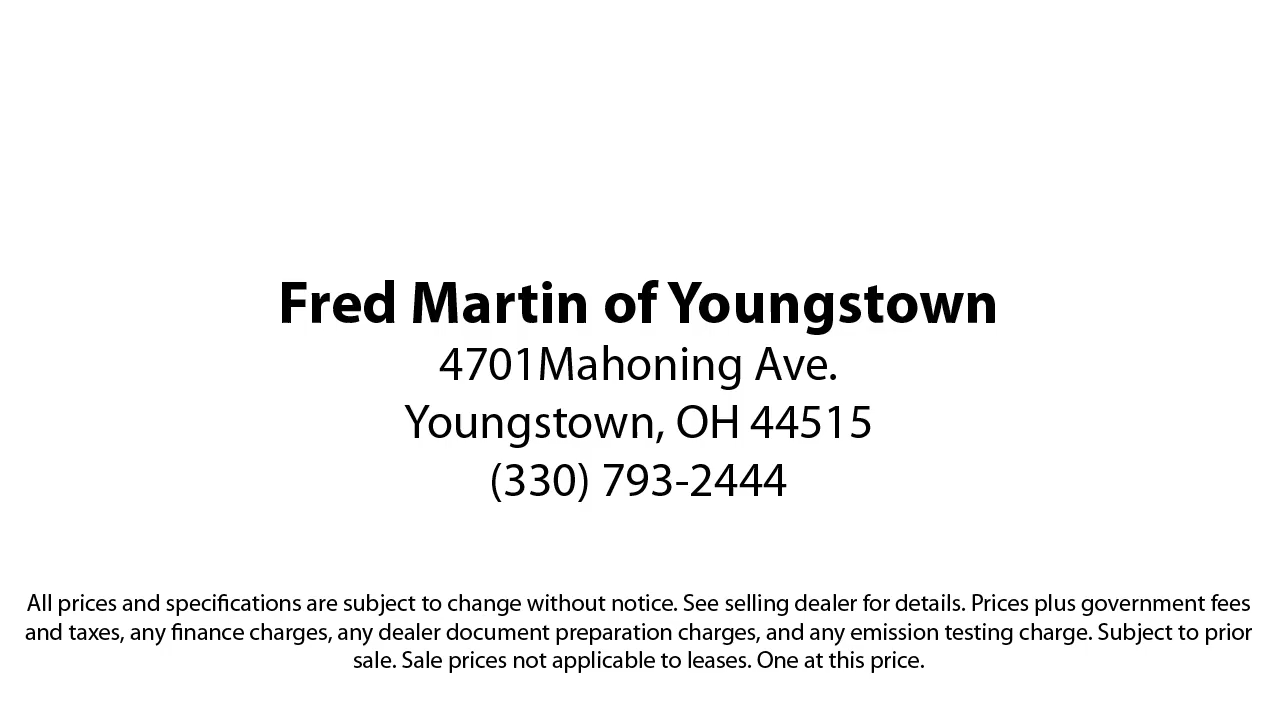 Fred Martin of Youngstown
4701Mahoning Ave.
Youngstown, OH 44515
(330) 793-2444
All prices and specifications are subject to change without notice. See selling dealer for details. Prices plus government fees
and taxes, any finance charges, any dealer document preparation charges, and any emission testing charge. Subject to prior
sale. Sale prices not applicable to leases. One at this price.